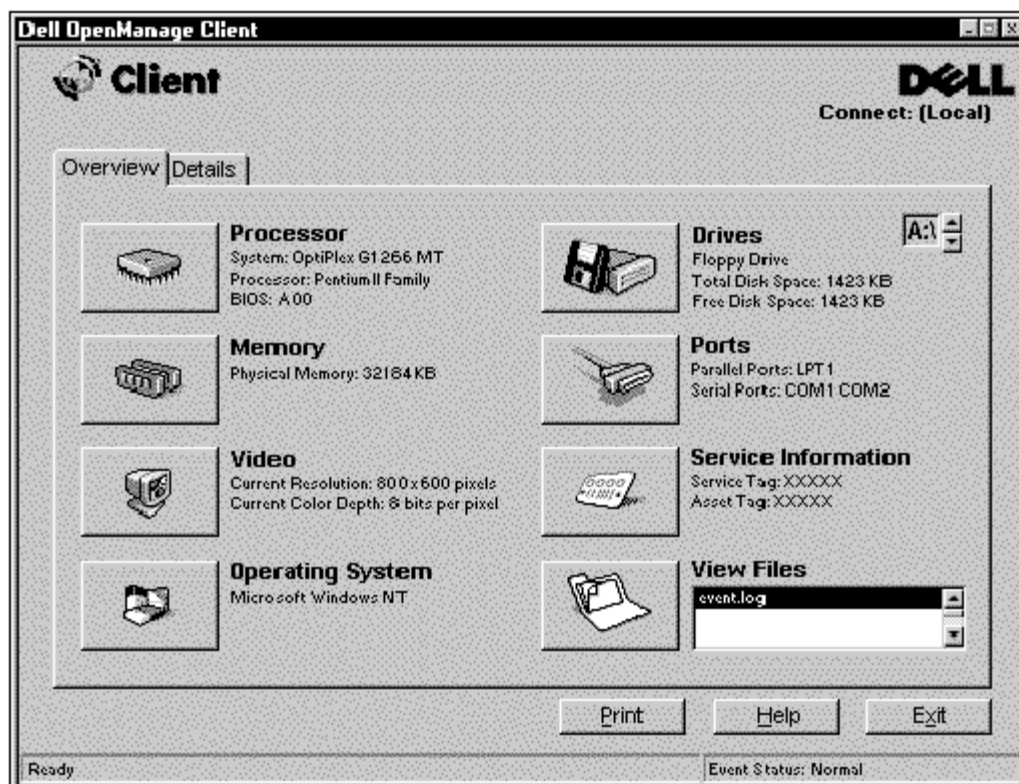 Dell OpenManage Client
Client
DELL
Connect: (Local)
Overview
Details
Processor
System: OptiPlex G1 266 MT
Processor: Pentium II Family
BIOS: A00
Memory
Physical Memory: 32184 KB
Video
Current Resolution: 800 x 600 pixels
Current Color Depth: 8 bits per pixel
Operating System
Microsoft Windows NT
Drives
A:\
Floppy Drive
Total Disk Space: 1423 KB
Free Disk Space: 1423 KB
Ports
Parallel Ports: LPT1
Serial Ports: COM1 COM2
Service Information
Service Tag: XXXXX
Asset Tag: XXXXX
View Files
event.log
Print
Help
Exit
Ready
Event Status: Normal